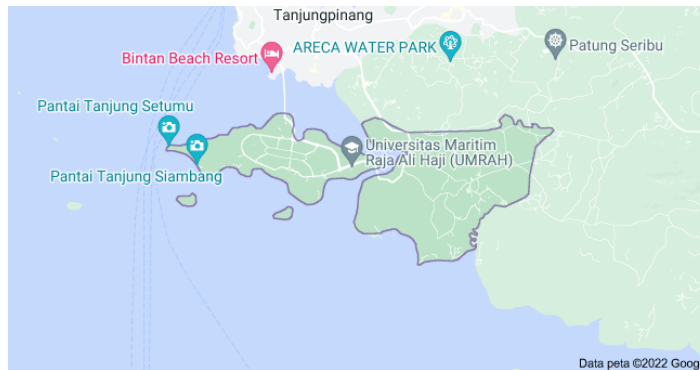 Tanjungpinang
ARECA WATER PARK
Patung Seribu
Bintan Beach Resort
Pantai Tanjung Setumu
Universitas Maritim
Raja Ali Haji (UMRAH)
Pantai Tanjung Siambang
Data peta ©2022 Goog